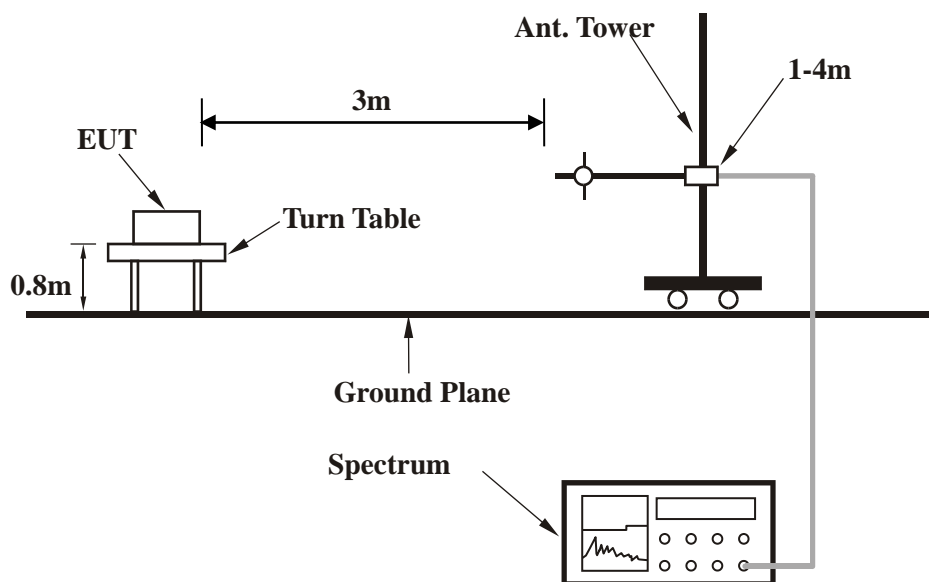 Ant. Tower
1-4m
3m
EUT
Turn Table
0.8m
Ground Plane
Spectrum